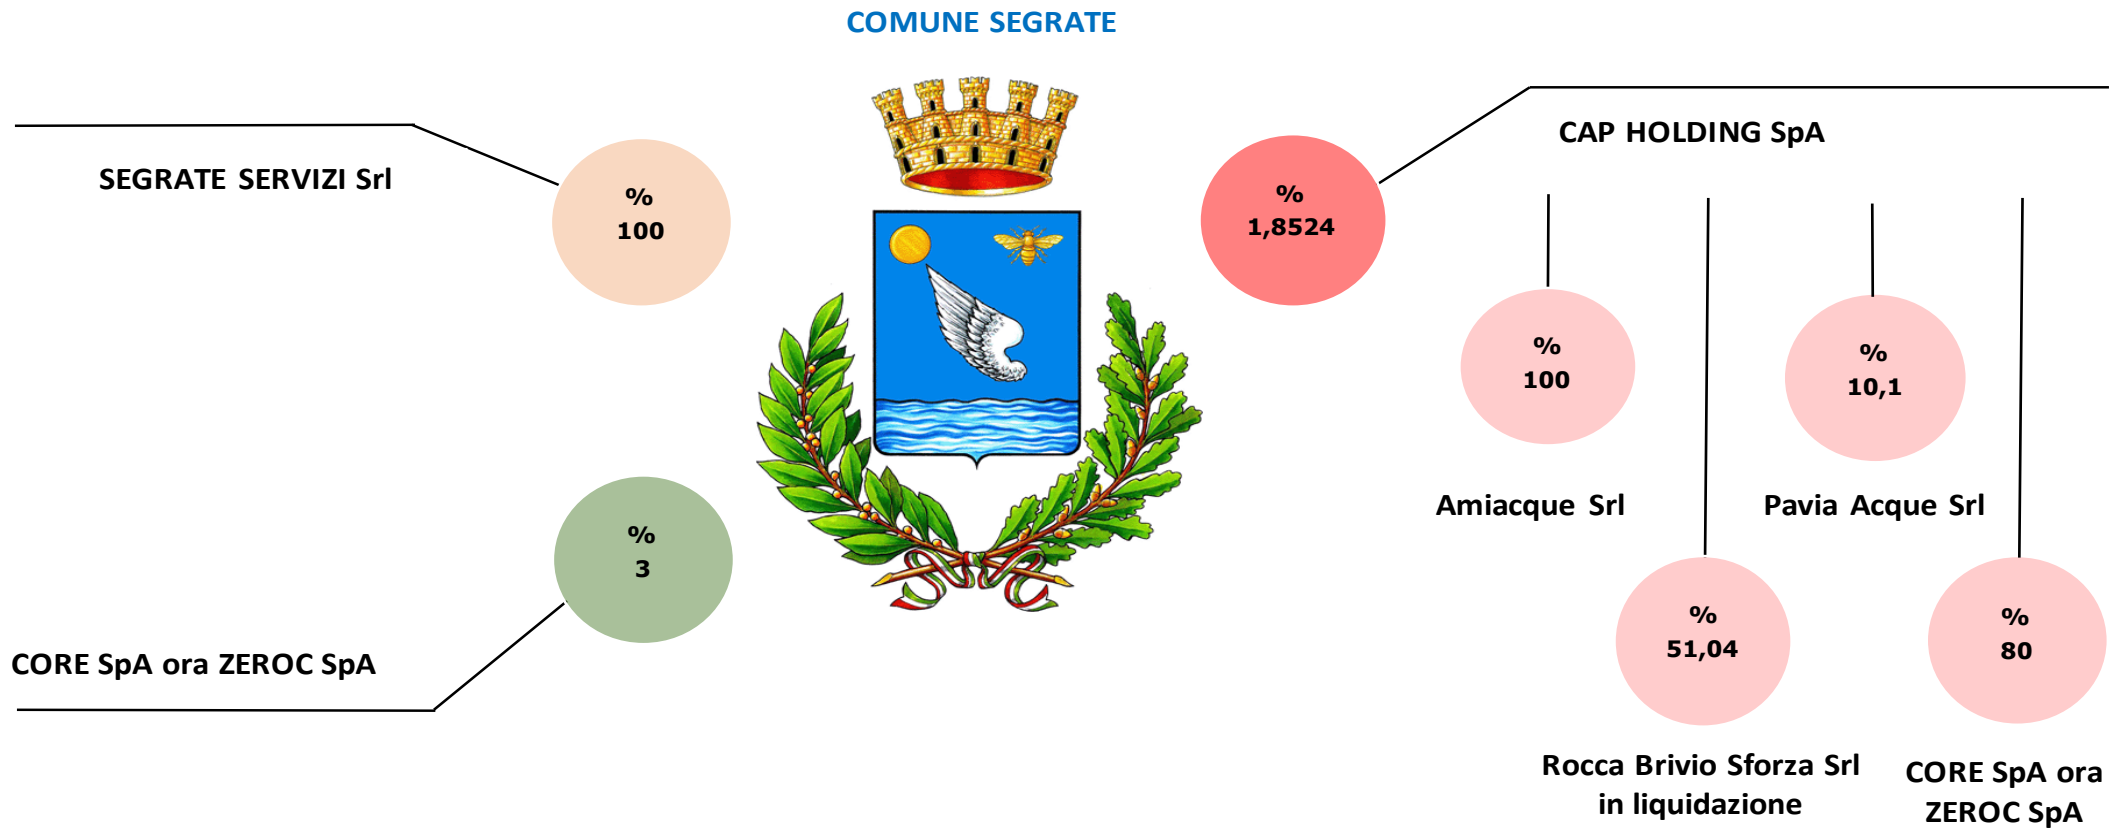 COMUNE SEGRATE
SEGRATE SERVIZI Srl
%
100
%
3
CORE SpA ora ZEROC SpA
%
1,8524
CAP HOLDING SpA
%
100
Amiacque Srl
%
10,1
Pavia Acque Srl
%
51,04
Rocca Brivio Sforza Srl
in liquidazione
%
80
CORE SpA ora
ZEROC SpA